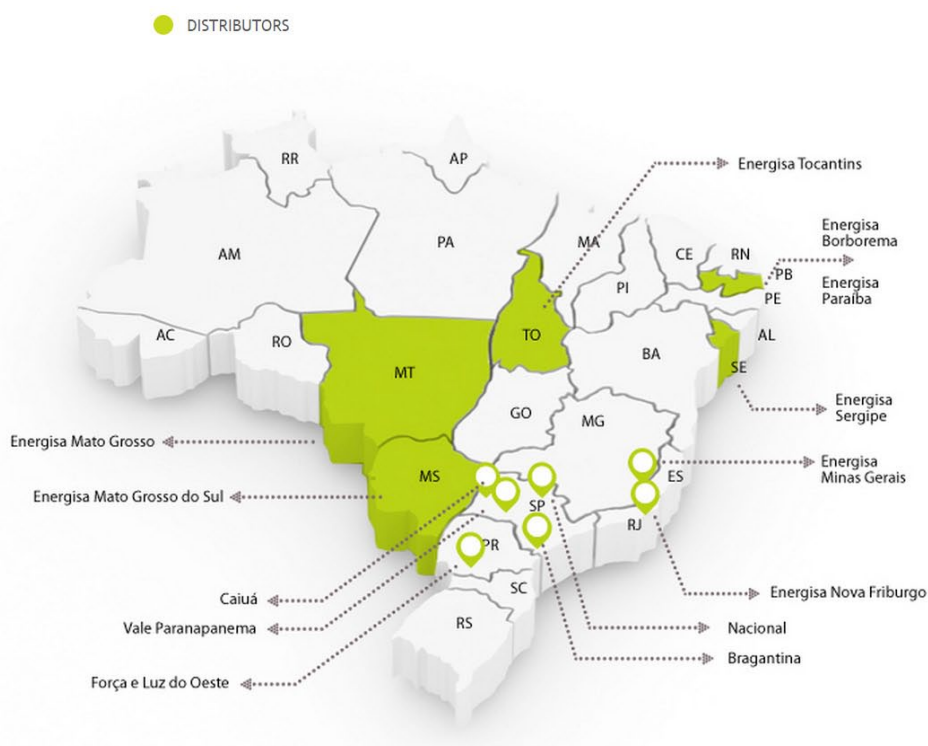 DISTRIBUTORS
RR
AP
Energisa Tocantins
Energisa
Borborema
AM
PA
MA
CE
RN
PB
PI
Energisa
Paraíba
PE
AC
RO
TO
AL
BA
MT
SE
GO
MG
Energisa
Sergipe
Energisa Mato Grosso
Energisa
Minas Gerais
MS
ES
Energisa Mato Grosso do Sul
SP
RJ
PR
SC
Energisa Nova Friburgo
Caiuá
RS
Vale Paranapanema
Nacional
Bragantina
Força e Luz do Oeste